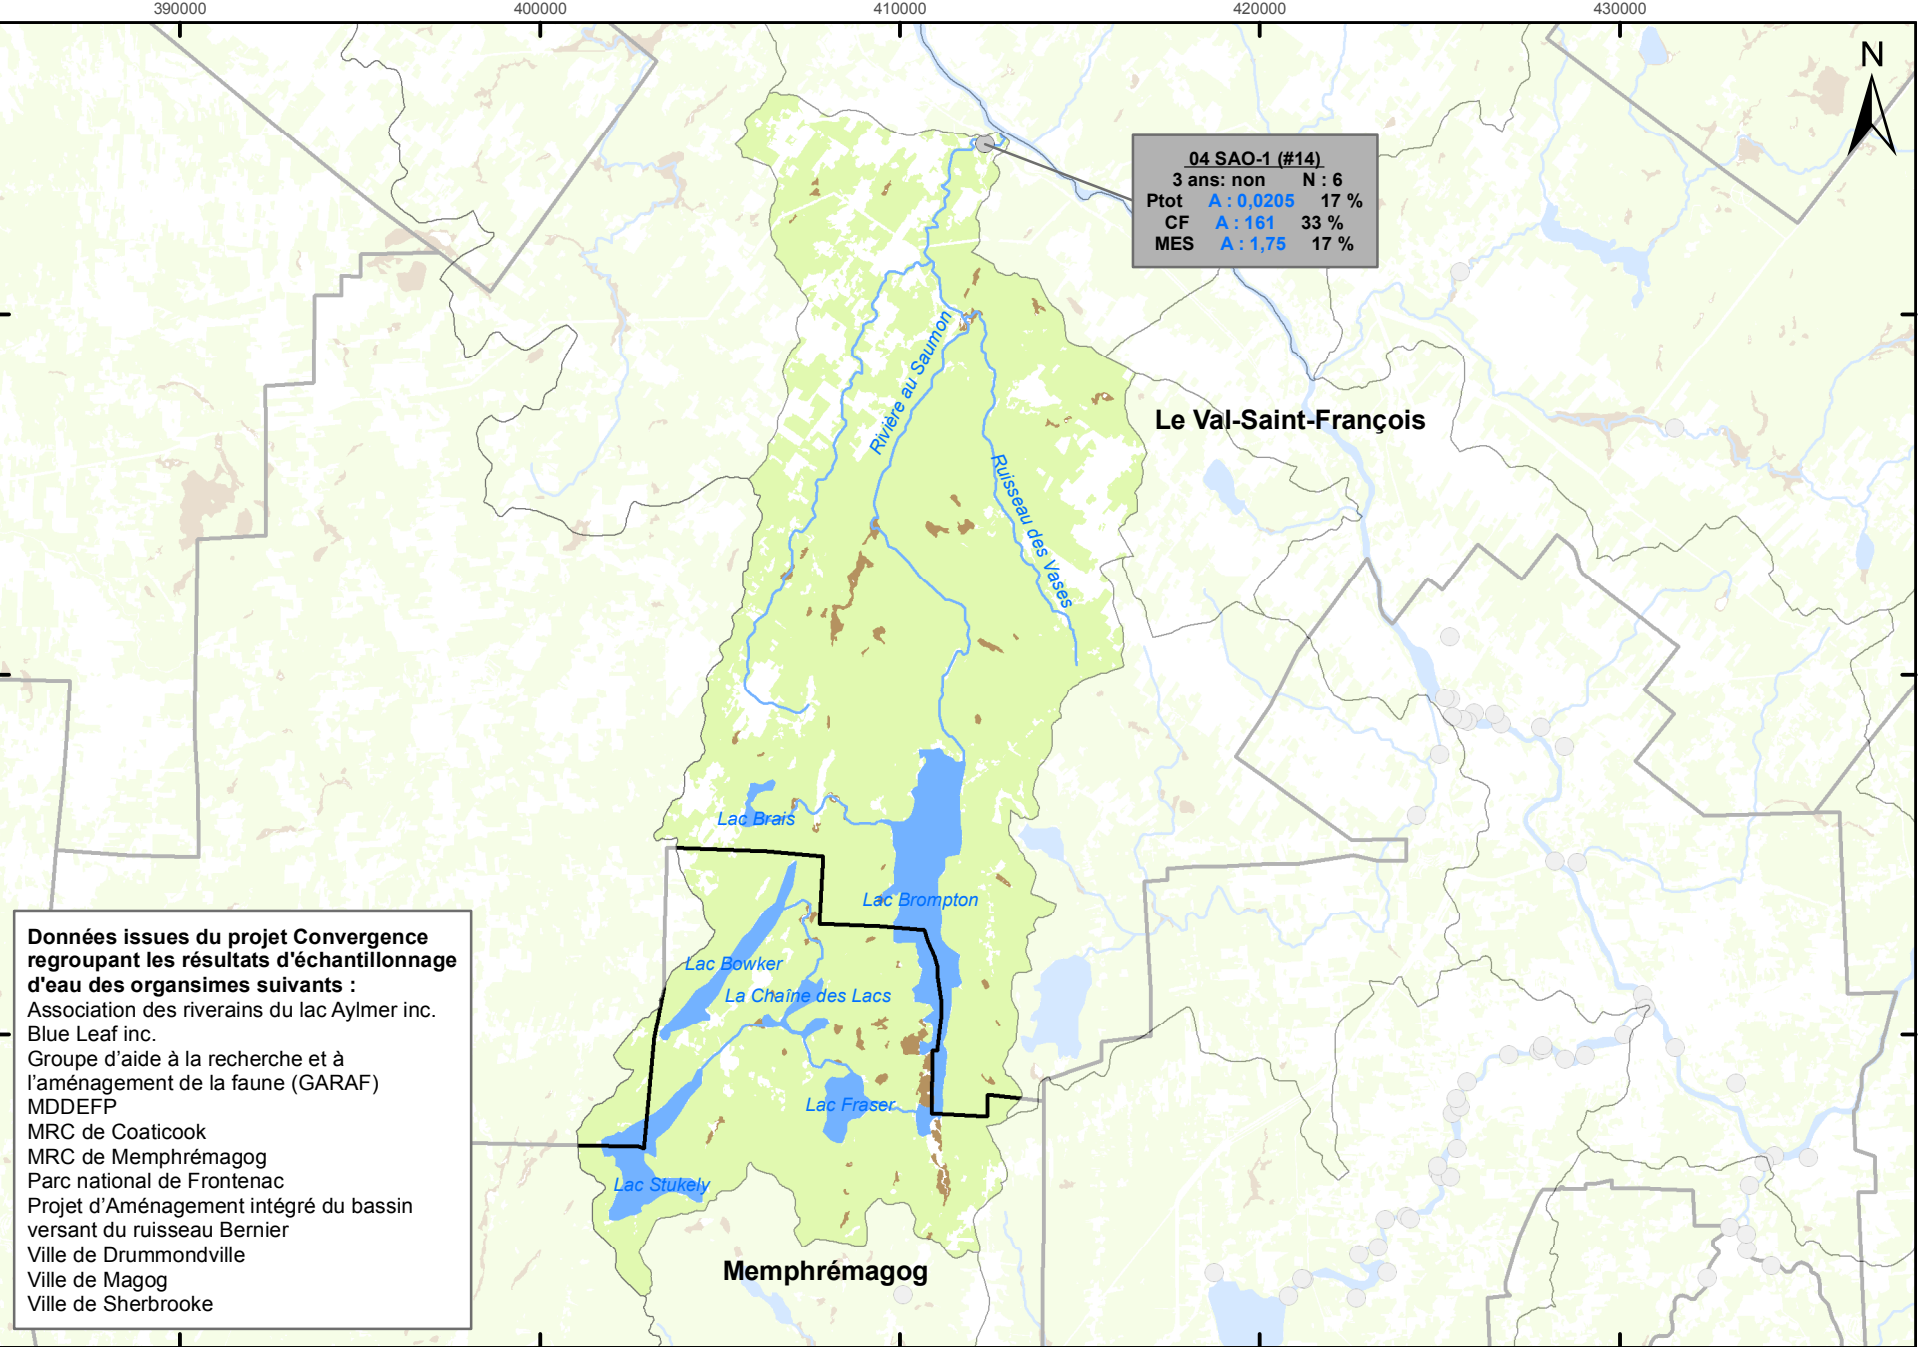 390000 400000 410000 420000 430000
N
04 SAO-1 (#14)
3 ans: non N : 6
Ptot A : 0,0205 17 %
CF A : 161 33 %
MES A : 1,75 17 %
Rivière au Saumon
Le Val-Saint-François
Ruisseau des Vases
Lac Brais
Lac Brompton
Lac Bowker
La Chaîne des Lacs
Lac Fraser
Lac Stukely
Memphrémagog
Données issues du projet Convergence
regroupant les résultats d'échantillonnage
d'eau des organsimes suivants :
Association des riverains du lac Aylmer inc.
Blue Leaf inc.
Groupe d'aide à la recherche et à
l'aménagement de la faune (GARAF)
MDDEFP
MRC de Coaticook
MRC de Memphrémagog
Parc national de Frontenac
Projet d'Aménagement intégré du bassin
versant du ruisseau Bernier
Ville de Drummondville
Ville de Magog
Ville de Sherbrooke